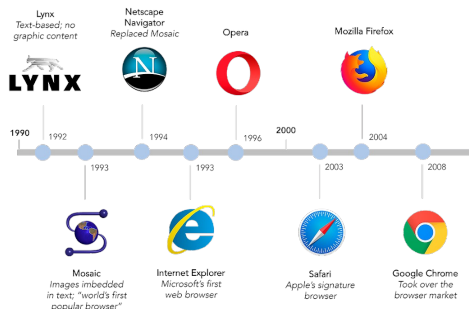 Lynx
Text-based; no
graphic content
LYNX
Netscape
Navigator
Replaced Mosaic
N
Opera
Mozilla Firefox
1990
1992
1993
1994
1993
1996
2000
2003
2004
2008
Mosaic
Images imbedded
in text; "world's first
popular browser"
Internet Explorer
Microsoft's first
web browser
Safari
Apple's signature
browser
Google Chrome
Took over the
browser market